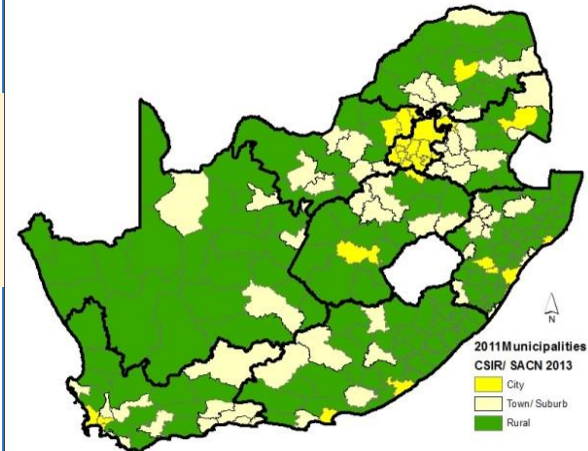 N
2011Municipalities
CSIR/ SACN 2013
City
Town/ Suburb
Rural